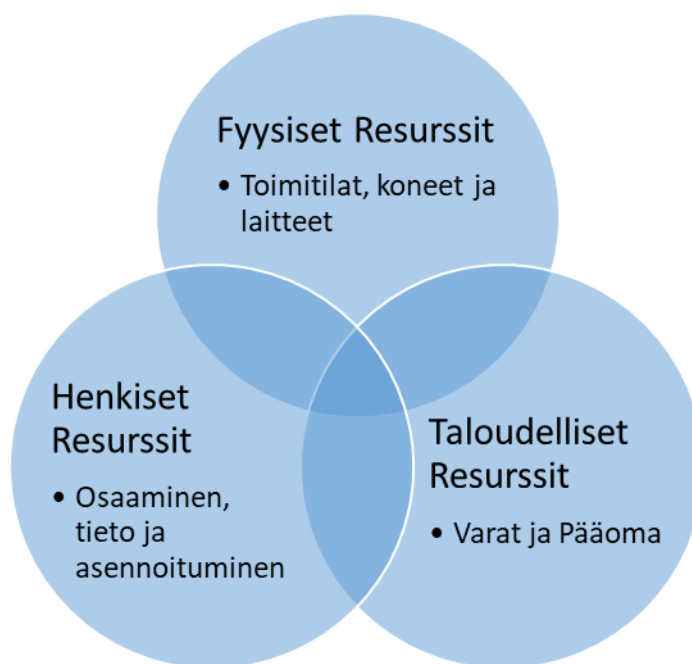 Fyysiset Resurssit
• Toimitilat, koneet ja
laitteet
Henkiset
Resurssit
• Osaaminen,
tieto ja
asennoituminen
Taloudelliset
Resurssit
• Varat ja Pääoma